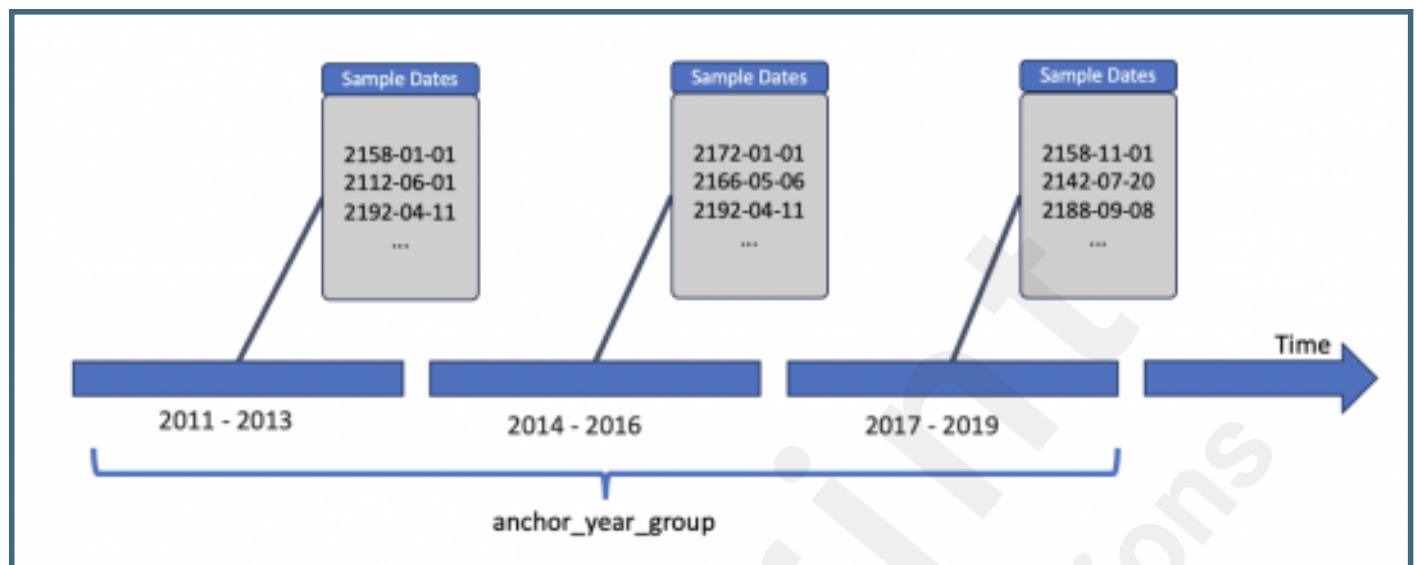 Sample Dates
2158-01-01
2112-06-01
2192-04-11
...
Sample Dates
2172-01-01
2166-05-06
2192-04-11
...
Sample Dates
2158-11-01
2142-07-20
2188-09-08
...
Time
2011 - 2013
2014 - 2016
2017 - 2019
anchor_year_group